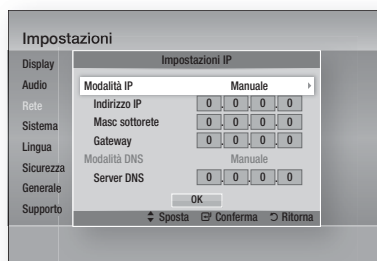 Impostazioni
Display
Audio
Rete
Sistema
Lingua
Sicurezza
Generale
Supporto
Impostazioni IP
Modalità IP Manuale
Indirizzo IP 0 . 0 . 0 . 0
Masc sottorete 0 . 0 . 0 . 0
Gateway 0 . 0 . 0 . 0
Modalità DNS Manuale
Server DNS 0 . 0 . 0 . 0
OK
Sposta Conferma Ritorna